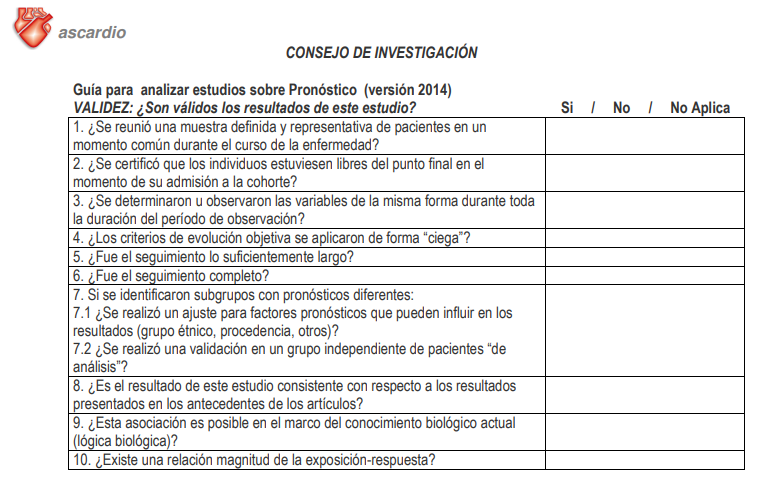 ascardio
CONSEJO DE INVESTIGACIÓN
Guía para analizar estudios sobre Pronóstico (versión 2014)
VALIDEZ: ¿Son válidos los resultados de este estudio? Si / No / No Aplica
1. ¿Se reunió una muestra definida y representativa de pacientes en un
momento común durante el curso de la enfermedad?
2. ¿Se certificó que los individuos estuviesen libres del punto final en el
momento de su admisión a la cohorte?
3. ¿Se determinaron u observaron las variables de la misma forma durante toda
la duración del período de observación?
4. ¿Los criterios de evolución objetiva se aplicaron de forma “ciega”?
5. ¿Fue el seguimiento lo suficientemente largo?
6. ¿Fue el seguimiento completo?
7. Si se identificaron subgrupos con pronósticos diferentes:
7.1 ¿Se realizó un ajuste para factores pronósticos que pueden influir en los
resultados (grupo étnico, procedencia, otros)?
7.2 ¿Se realizó una validación en un grupo independiente de pacientes “de
análisis”?
8. ¿Es el resultado de este estudio consistente con respecto a los resultados
presentados en los antecedentes de los artículos?
9. ¿Esta asociación es posible en el marco del conocimiento biológico actual
(lógica biológica)?
10. ¿Existe una relación magnitud de la exposición-respuesta?